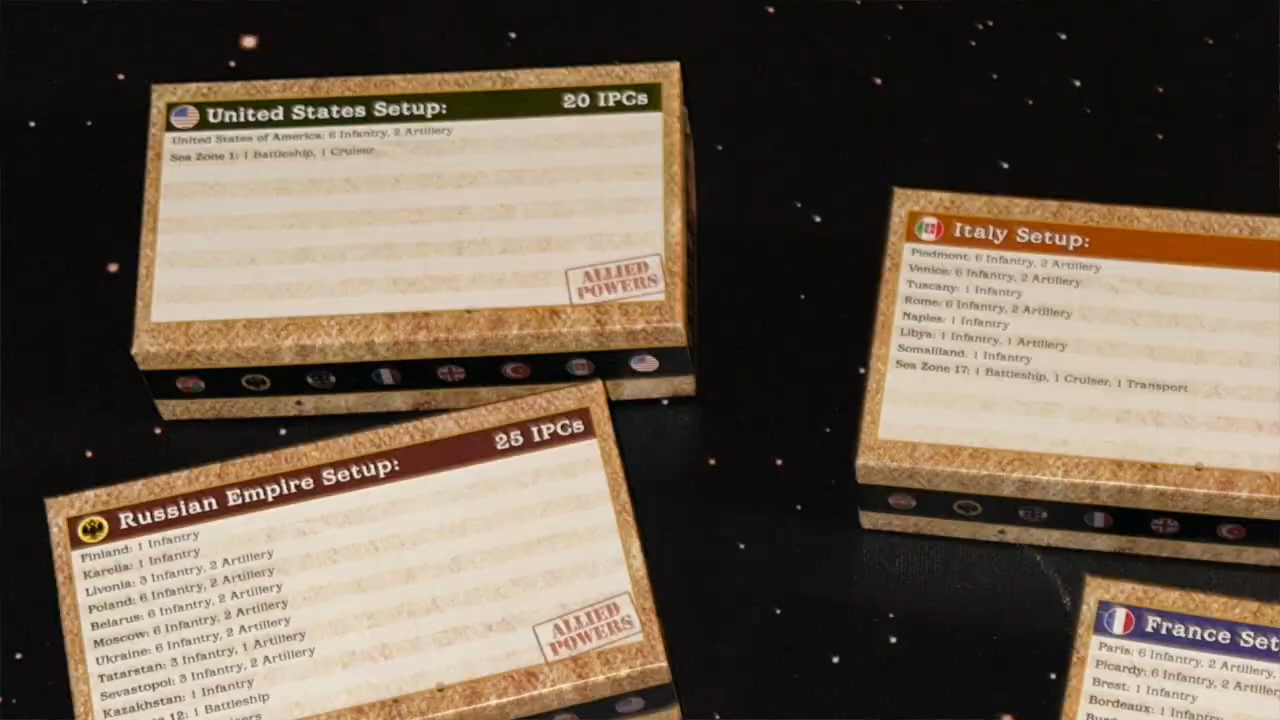 United States Setup: 20 IPCs
United States of America: 6 Infantry, 2 Artillery
Sea Zone 1: 1 Battleship, 1 Cruiser
ALLIED
POWERS
Russian Empire Setup: 25 IPCs
Finland: 1 Infantry
Karelia: 1 Infantry
Livonia: 3 Infantry, 2 Artillery
Poland: 6 Infantry, 2 Artillery
Belarus: 6 Infantry, 2 Artillery
Moscow: 6 Infantry, 2 Artillery
Ukraine: 6 Infantry, 2 Artillery
Tatarstan: 3 Infantry, 1 Artillery
Sevastopol: 3 Infantry, 2 Artillery
Kazakhstan: 1 Infantry
12: 1 Battleship
ALLIED
POWERS
Italy Setup:
Piedmont: 6 Infantry, 2 Artillery
Venice: 6 Infantry, 2 Artillery
Tuscany: 1 Infantry
Rome: 6 Infantry, 2 Artillery
Naples: 1 Infantry
Libya: 1 Infantry, 1 Artillery
Somaliland: 1 Infantry
Sea Zone 17: 1 Battleship, 1 Cruiser, 1 Transport
France Set
Paris: 6 Infantry, 2 Artillery,
Picardy: 6 Infantry, 2 Artiller
Brest: 1 Infantry
Bordeaux: 1 Infant